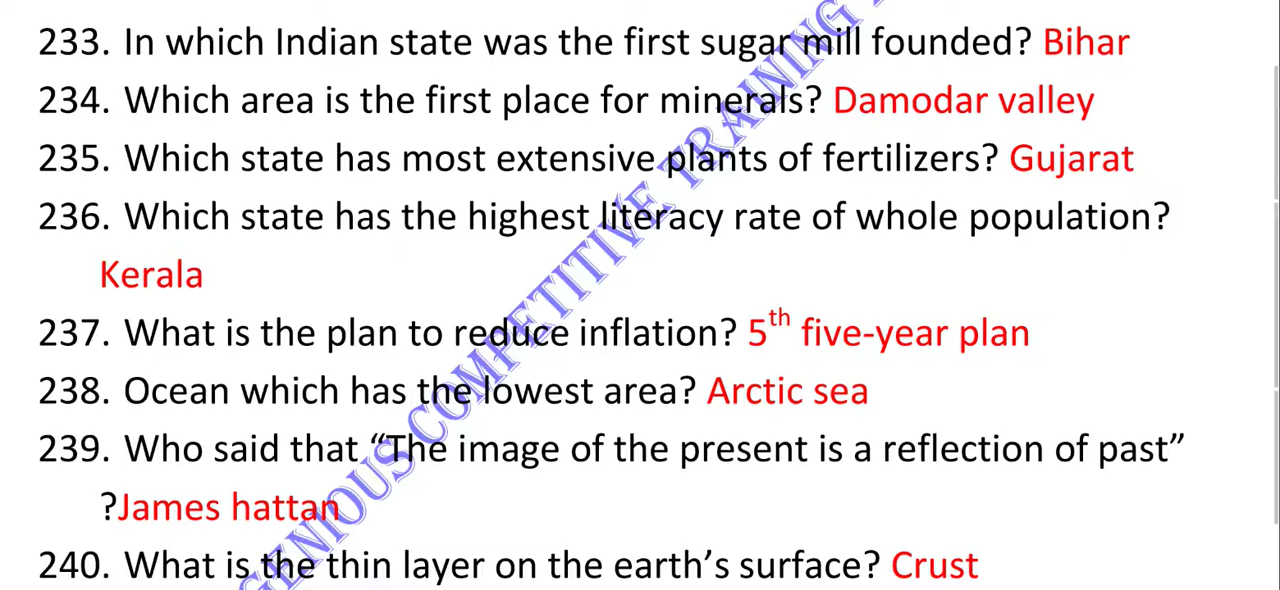 233. In which Indian state was the first sugar mill founded? Bihar
234. Which area is the first place for minerals? Damodar valley
235. Which state has most extensive plants of fertilizers? Gujarat
236. Which state has the highest literacy rate of whole population?
Kerala
237. What is the plan to reduce inflation? 5th five-year plan
238. Ocean which has the lowest area? Arctic sea
239. Who said that “The image of the present is a reflection of past”
?James hattan
240. What is the thin layer on the earth’s surface? Crust
GENIOUS COMPETITIVE TRAINING